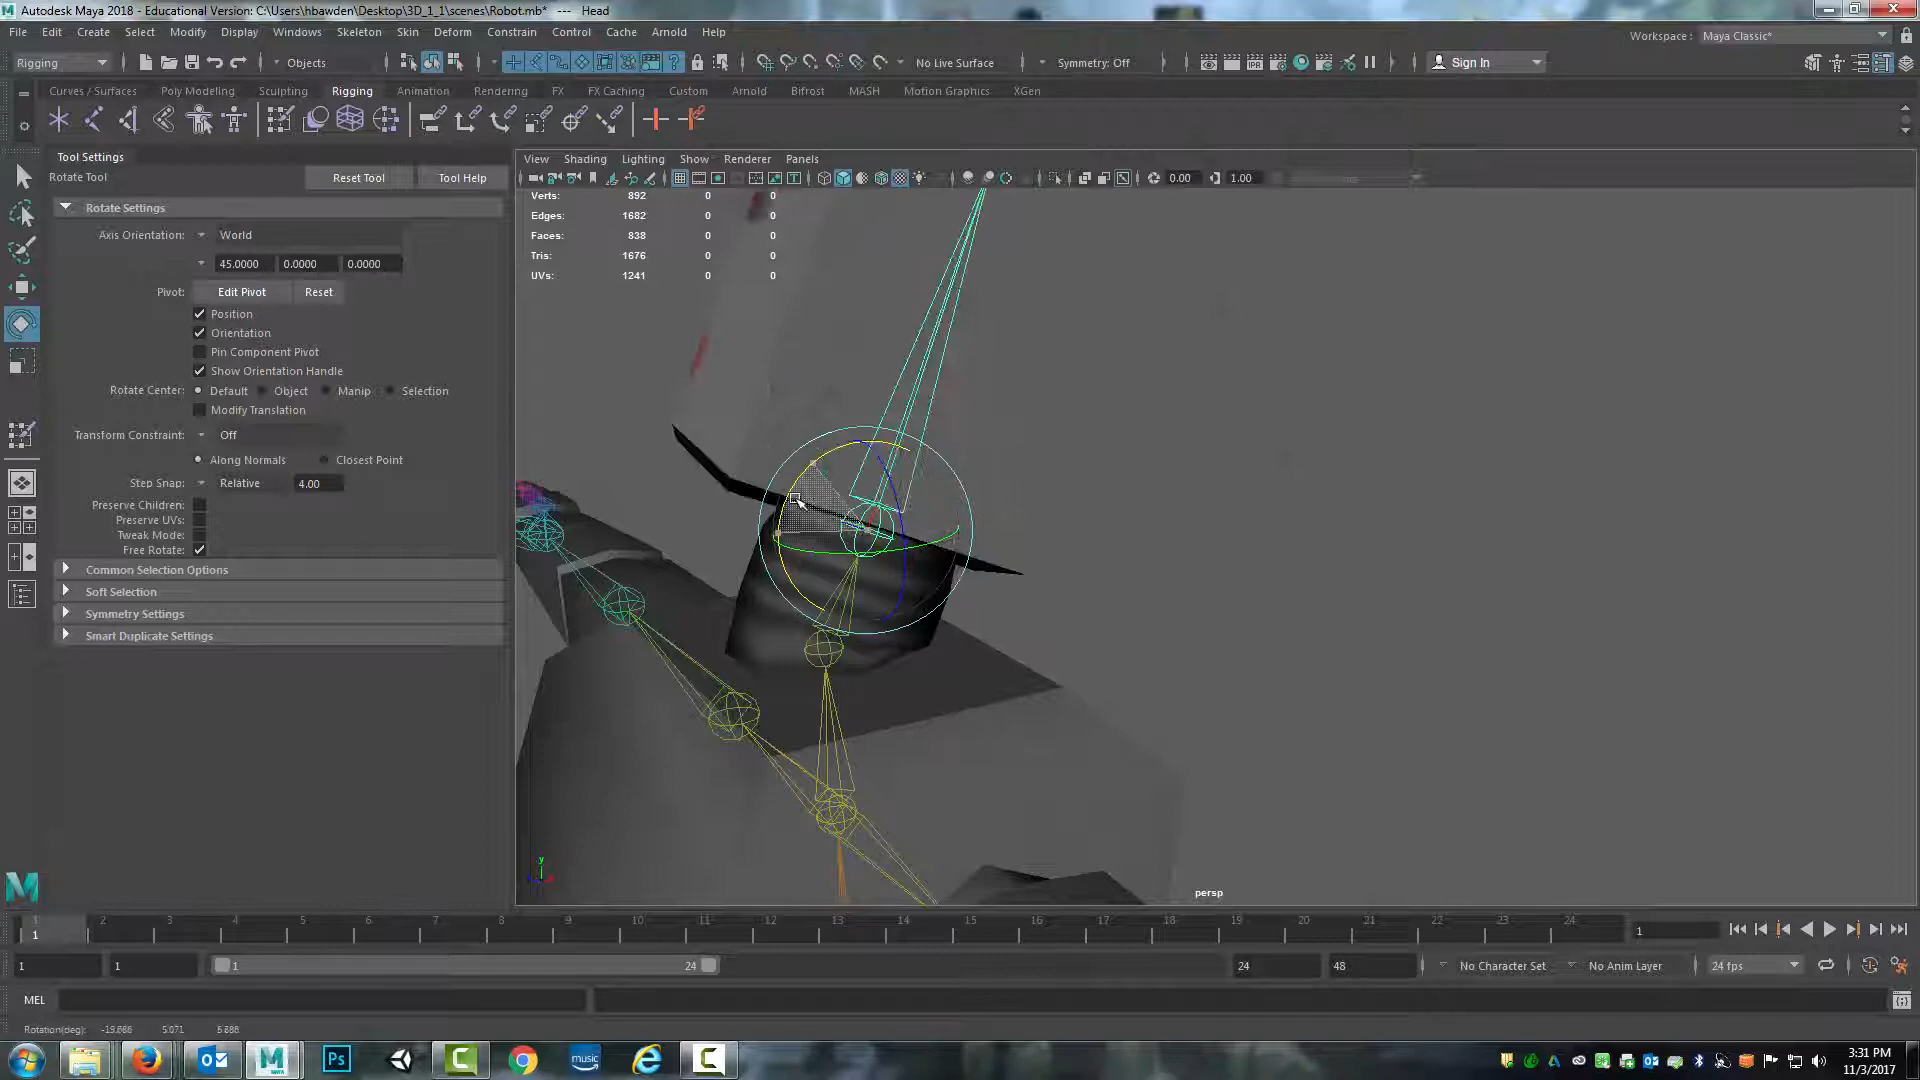 Autodesk Maya 2018 - Educational Version: C:\Users\hbawden\Desktop\3D_1_1\scenes\Robot.mb*   ---   Head
File Edit Create Select Modify Display Windows Skeleton Skin Deform Constrain Control Cache Arnold Help
Workspace : Maya Classic*
Rigging Objects No Live Surface Symmetry: Off Sign In
Curves / Surfaces Poly Modeling Sculpting Rigging Animation Rendering FX FX Caching Custom Arnold Bifrost MASH Motion Graphics XGen
IPR
Tool Settings
Rotate Tool Reset Tool Tool Help
Rotate Settings
Axis Orientation: World
45.0000 0.0000 0.0000
Pivot: Edit Pivot Reset
Position
Orientation
Pin Component Pivot
Show Orientation Handle
Rotate Center: Default Object Manip Selection
Modify Translation
Transform Constraint: Off
Along Normals Closest Point
Step Snap: Relative 4.00
Preserve Children:
Preserve UVs:
Tweak Mode:
Free Rotate:
Common Selection Options
Soft Selection
Symmetry Settings
Smart Duplicate Settings
View Shading Lighting Show Renderer Panels
0.00 1.00
Verts: 892 0 0
Edges: 1682 0 0
Faces: 838 0 0
Tris: 1676 0 0
UVs: 1241 0 0
y
persp
1 2 3 4 5 6 7 8 9 10 11 12 13 14 15 16 17 18 19 20 21 22 23 24
1 1
1 1 1 24 24 48 No Character Set No Anim Layer 24 fps
MEL
Rotation(deg): 5.071
Ps music
3:31 PM
11/3/2017